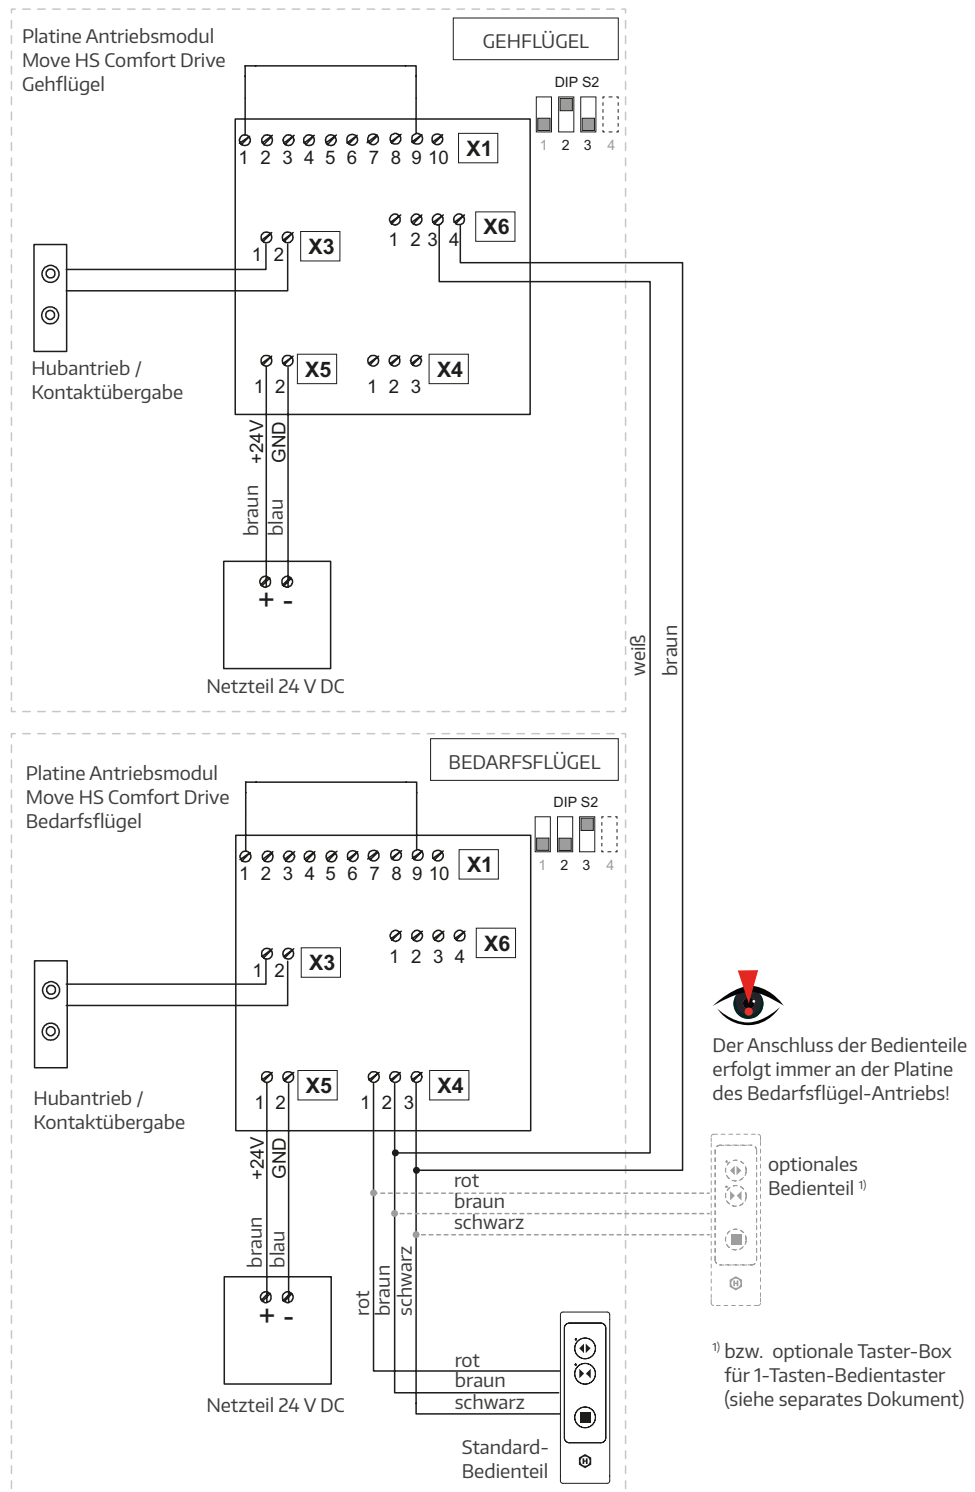 Platine Antriebsmodul
Move HS Comfort Drive
Gehflügel
GEHFLÜGEL
DIP S2
1 2 3 4
1 2 3 4 5 6 7 8 9 10 X1
1 2 3 4 X6
1 2 X3
Hubantrieb /
Kontaktübergabe
1 2 X5
1 2 3 X4
+24V
GND
braun
blau
+ -
Netzteil 24 V DC
weiß
braun
BEDARFSFLÜGEL
Platine Antriebsmodul
Move HS Comfort Drive
Bedarfsflügel
DIP S2
1 2 3 4
1 2 3 4 5 6 7 8 9 10 X1
1 2 3 4 X6
1 2 X3
Hubantrieb /
Kontaktübergabe
1 2 X5
1 2 3 X4
+24V
GND
braun
blau
+ -
Netzteil 24 V DC
Der Anschluss der Bedienteile
erfolgt immer an der Platine
des Bedarfsflügel-Antriebs!
rot
braun
schwarz
optionales
Bedienteil 1)
H
rot
braun
schwarz
rot
braun
schwarz
H
Standard-
Bedienteil
1) bzw. optionale Taster-Box
für 1-Tasten-Bedientaster
(siehe separates Dokument)